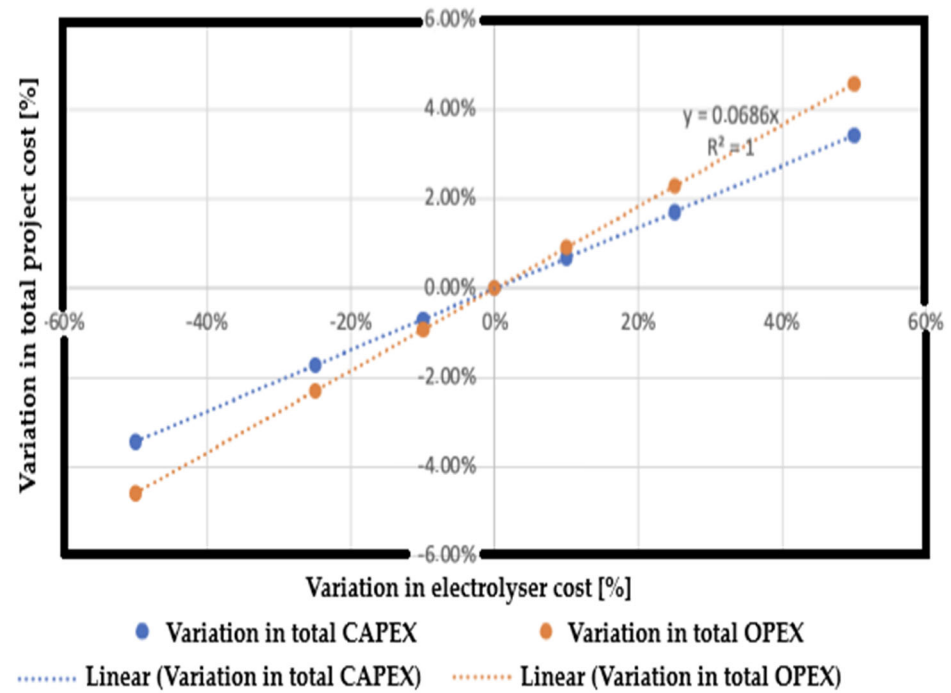 6.00%
4.00%
y = 0.0686x
R² = 1
2.00%
0.00%
-60% -40% -20% 0% 20% 40% 60%
-2.00%
-4.00%
-6.00%
Variation in total project cost [%]
Variation in electrolyser cost [%]
Variation in total CAPEX Variation in total OPEX
Linear (Variation in total CAPEX) Linear (Variation in total OPEX)